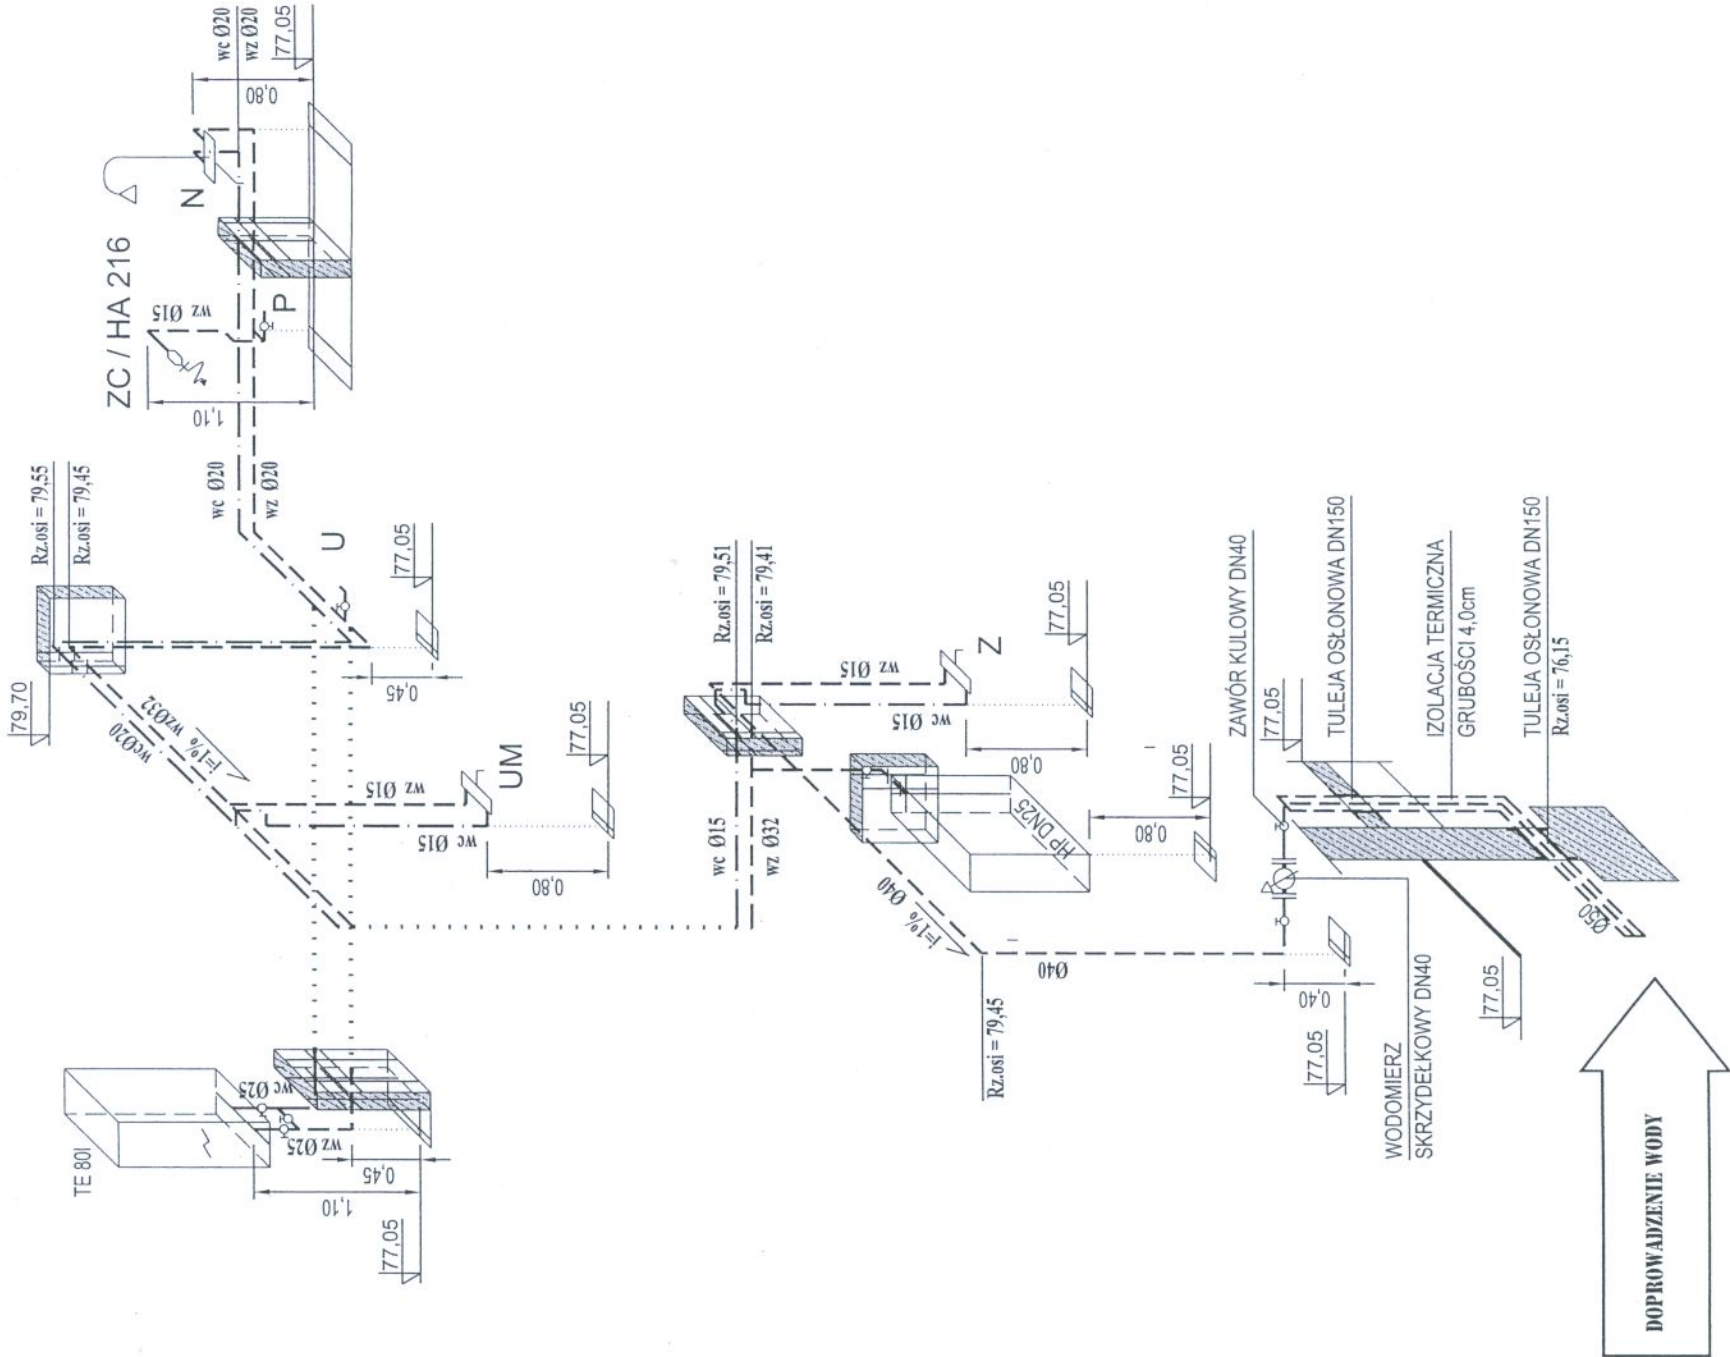 wc Ø20
wz Ø20
77,05
0,80
N
ZC / HA 216
wz Ø15
P
1,10
Rz.osi = 79,55
Rz.osi = 79,45
wc Ø20
wz Ø20
79,70
wcØ20
i=1% wzØ32
U
77,05
0,45
wz Ø15
wc Ø15
UM
77,05
0,80
TE 80l
wc Ø25
wz Ø25
0,45
1,10
77,05
Rz.osi = 79,51
Rz.osi = 79,41
wc Ø15
wz Ø32
wz Ø15
wc Ø15
Z
77,05
0,80
HP DN25
77,05
0,80
i=1% Ø40
Ø40
Rz.osi = 79,45
0,40
77,05
ZAWÓR KULOWY DN40
77,05
TULEJA OSŁONOWA DN150
IZOLACJA TERMICZNA
GRUBOŚCI 4,0cm
TULEJA OSŁONOWA DN150
Rz.osi = 76,15
WODOMIERZ
SKRZYDEŁKOWY DN40
77,05
Ø50
DOPROWADZENIE WODY